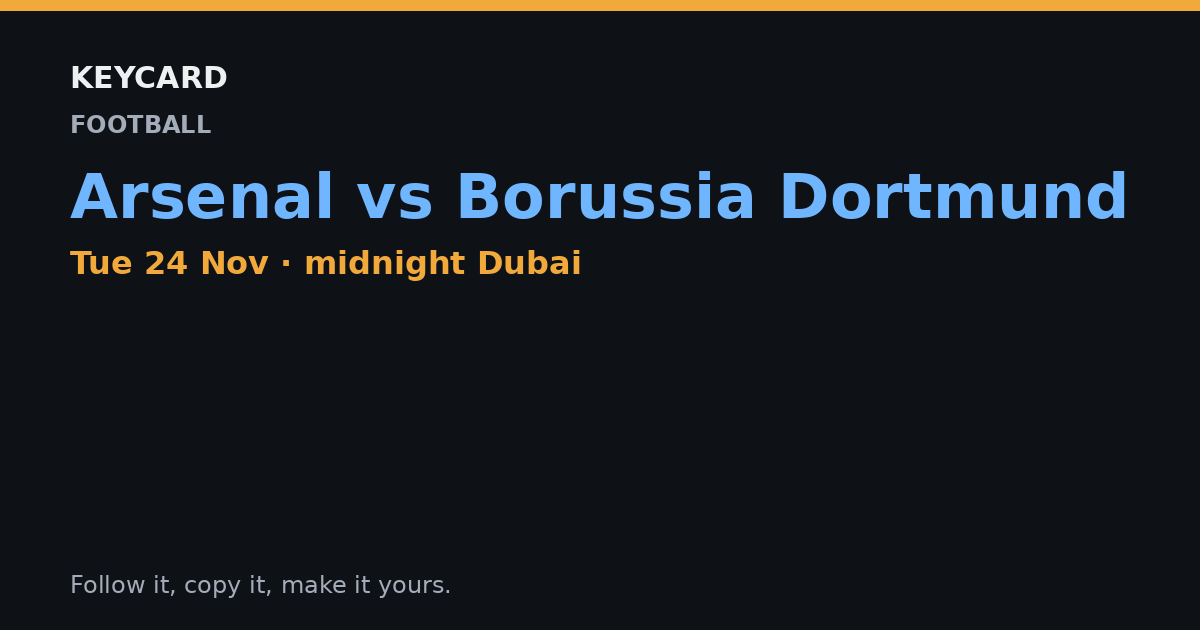 KEYCARD
FOOTBALL
Arsenal vs Borussia Dortmund
Tue 24 Nov · midnight Dubai
Follow it, copy it, make it yours.